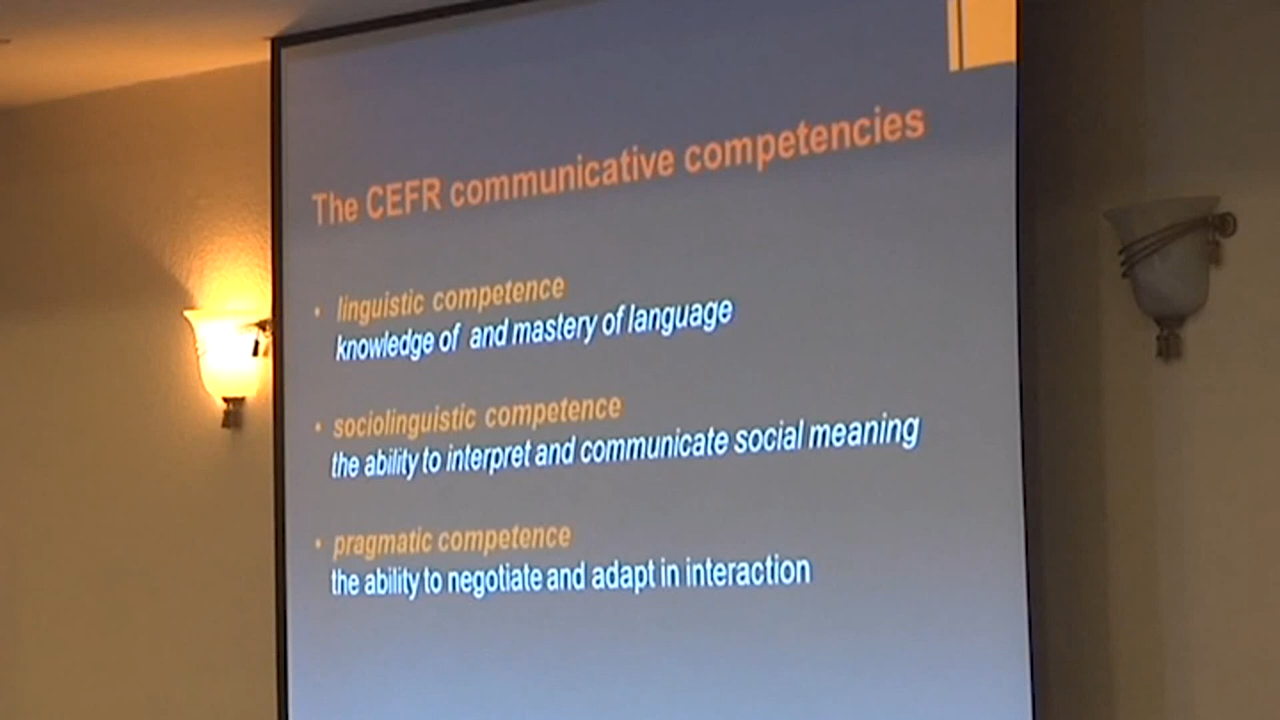 The CEFR communicative competencies
• linguistic competence
knowledge of and mastery of language
• sociolinguistic competence
the ability to interpret and communicate social meaning
• pragmatic competence
the ability to negotiate and adapt in interaction